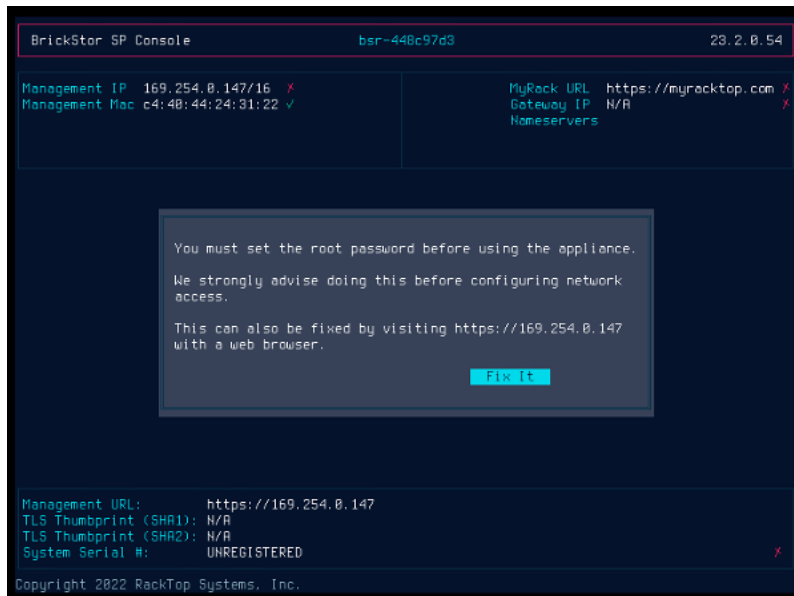 BrickStor SP Console bsr-448c97d3 23.2.0.54
Management IP 169.254.0.147/16 ✗
Management Mac c4:40:44:24:31:22 ✓
MyRack URL https://myracktop.com ✗
Gateway IP N/A ✗
Nameservers
You must set the root password before using the appliance.
We strongly advise doing this before configuring network
access.
This can also be fixed by visiting https://169.254.0.147
with a web browser.
Fix It
Management URL: https://169.254.0.147
TLS Thumbprint (SHA1): N/A
TLS Thumbprint (SHA2): N/A
System Serial #: UNREGISTERED ✗
Copyright 2022 RackTop Systems, Inc.